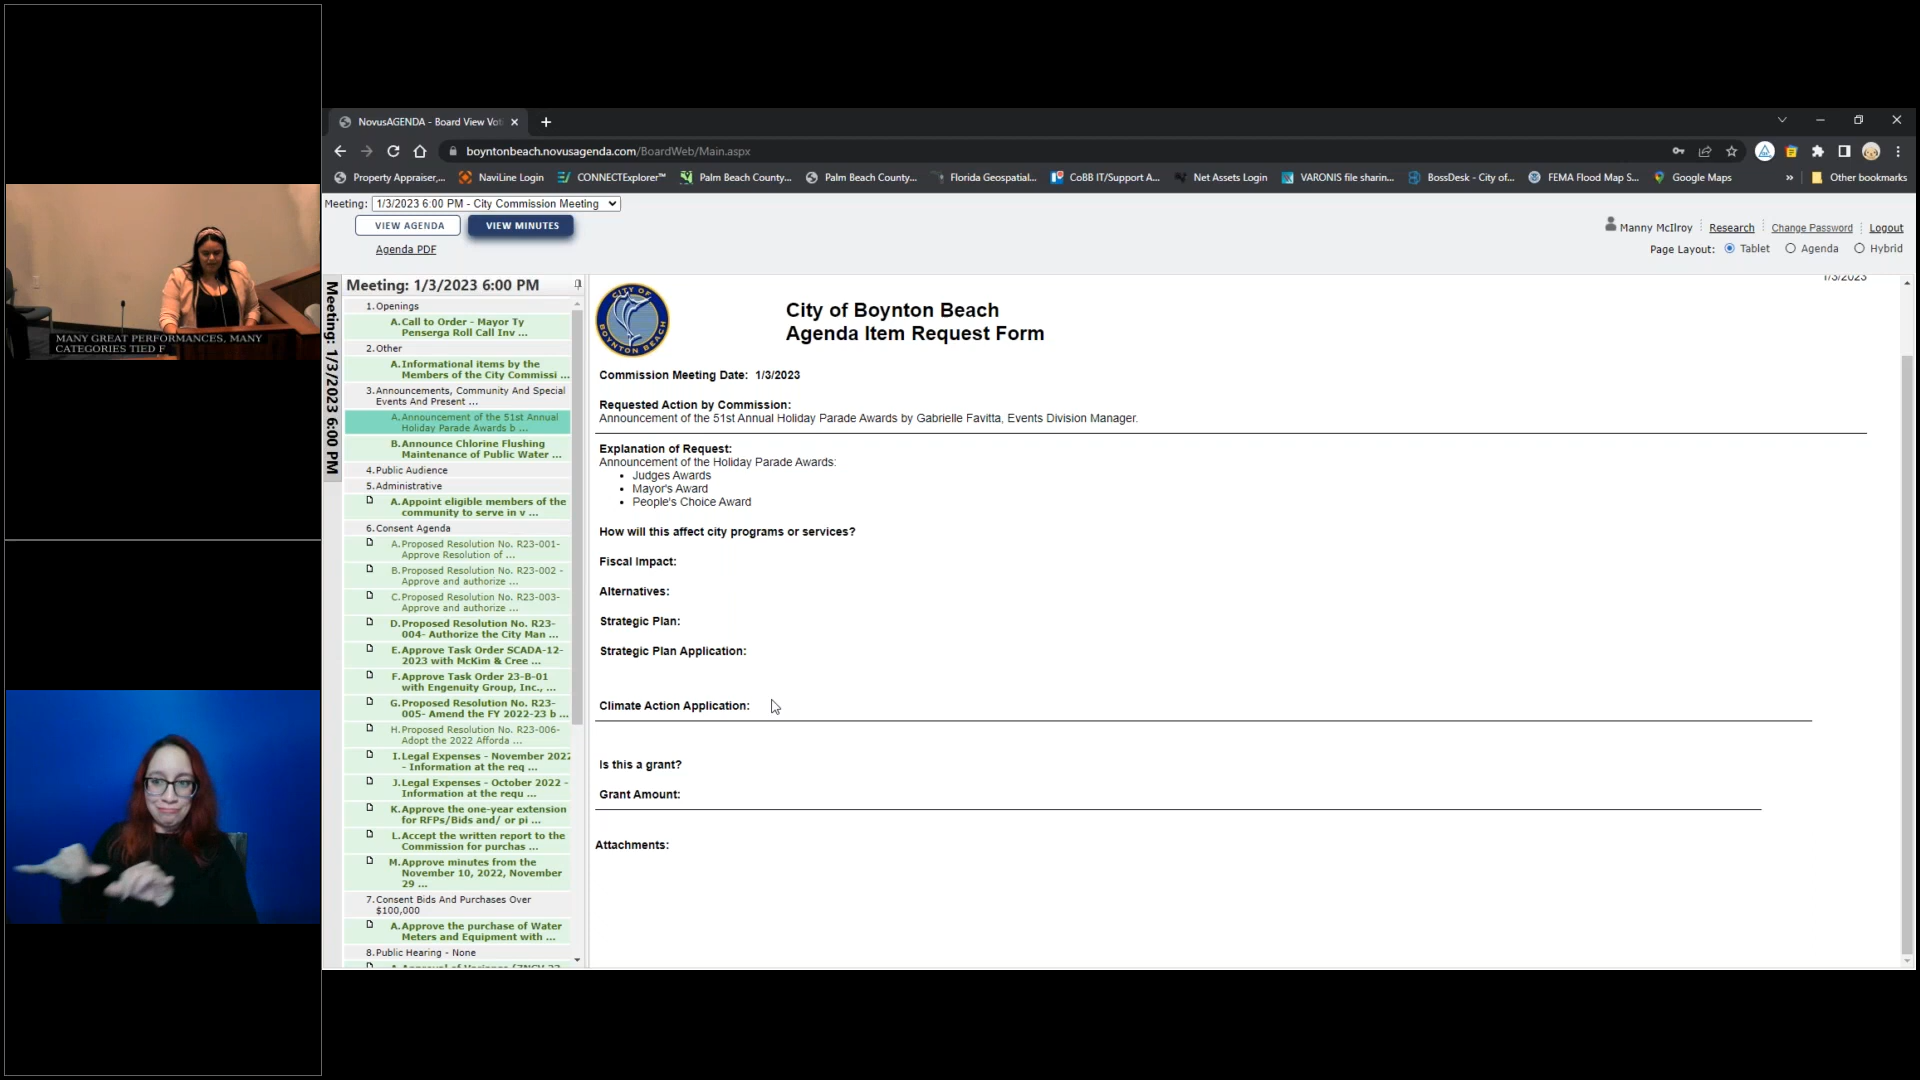 MANY GREAT PERFORMANCES, MANY
CATEGORIES TIED F
NovusAGENDA - Board View Vot
boyntonbeach.novusagenda.com/BoardWeb/Main.aspx
Property Appraiser,... NaviLine Login CONNECTExplorer™ Palm Beach County... Palm Beach County... Florida Geospatial... CoBB IT/Support A... Net Assets Login VARONIS file sharin... BossDesk - City of... FEMA Flood Map S... Google Maps » Other bookmarks
Meeting: 1/3/2023 6:00 PM - City Commission Meeting
VIEW AGENDA VIEW MINUTES
Agenda PDF
Manny McIlroy Research Change Password Logout
Page Layout: Tablet Agenda Hybrid
Meeting: 1/3/2023 6:00 PM
Meeting: 1/3/2023 6:00 PM
1.Openings
A.Call to Order - Mayor Ty
Penserga Roll Call Inv ...
2.Other
A.Informational items by the
Members of the City Commissi ...
3.Announcements, Community And Special
Events And Present ...
A.Announcement of the 51st Annual
Holiday Parade Awards b ...
B.Announce Chlorine Flushing
Maintenance of Public Water ...
4.Public Audience
5.Administrative
A.Appoint eligible members of the
community to serve in v ...
6.Consent Agenda
A.Proposed Resolution No. R23-001-
Approve Resolution of ...
B.Proposed Resolution No. R23-002 -
Approve and authorize ...
C.Proposed Resolution No. R23-003-
Approve and authorize ...
D.Proposed Resolution No. R23-
004- Authorize the City Man ...
E.Approve Task Order SCADA-12-
2023 with McKim & Cree ...
F.Approve Task Order 23-B-01
with Engenuity Group, Inc., ...
G.Proposed Resolution No. R23-
005- Amend the FY 2022-23 b ...
H.Proposed Resolution No. R23-006-
Adopt the 2022 Afforda ...
I.Legal Expenses - November 2022
- Information at the req ...
J.Legal Expenses - October 2022 -
Information at the requ ...
K.Approve the one-year extension
for RFPs/Bids and/ or pi ...
L.Accept the written report to the
Commission for purchas ...
M.Approve minutes from the
November 10, 2022, November
29 ...
7.Consent Bids And Purchases Over
$100,000
A.Approve the purchase of Water
Meters and Equipment with ...
8.Public Hearing - None
1/3/2023
CITY OF
BOYNTON BEACH
City of Boynton Beach
Agenda Item Request Form
Commission Meeting Date: 1/3/2023
Requested Action by Commission:
Announcement of the 51st Annual Holiday Parade Awards by Gabrielle Favitta, Events Division Manager.
Explanation of Request:
Announcement of the Holiday Parade Awards:
• Judges Awards
• Mayor's Award
• People's Choice Award
How will this affect city programs or services?
Fiscal Impact:
Alternatives:
Strategic Plan:
Strategic Plan Application:
Climate Action Application:
Is this a grant?
Grant Amount:
Attachments: